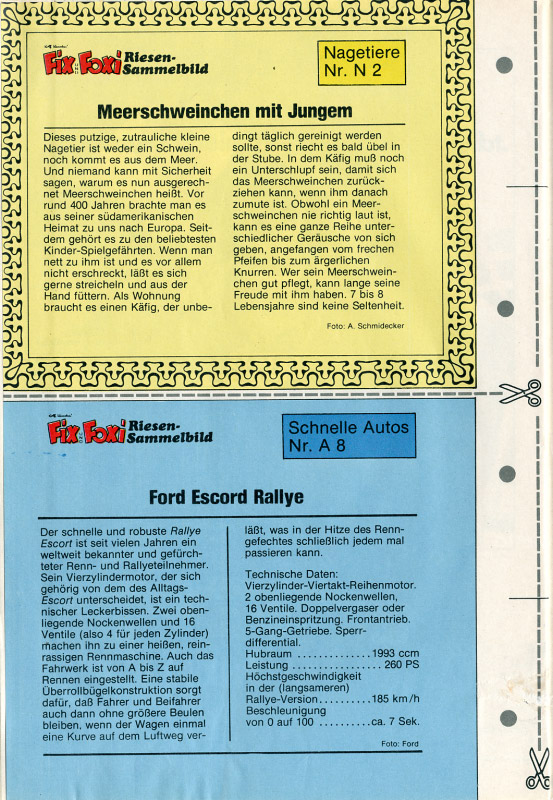 Fix und Foxi Riesen-
Sammelbild
Nagetiere
Nr. N 2
Meerschweinchen mit Jungem
Dieses putzige, zutrauliche kleine
Nagetier ist weder ein Schwein,
noch kommt es aus dem Meer.
Und niemand kann mit Sicherheit
sagen, warum es nun ausgerech-
net Meerschweinchen heißt. Vor
rund 400 Jahren brachte man es
aus seiner südamerikanischen
Heimat zu uns nach Europa. Seit-
dem gehört es zu den beliebtesten
Kinder-Spielgefährten. Wenn man
nett zu ihm ist und es vor allem
nicht erschreckt, läßt es sich
gerne streicheln und aus der
Hand füttern. Als Wohnung
braucht es einen Käfig, der unbe-
dingt täglich gereinigt werden
sollte, sonst riecht es bald übel in
der Stube. In dem Käfig muß noch
ein Unterschlupf sein, damit sich
das Meerschweinchen zurück-
ziehen kann, wenn ihm danach
zumute ist. Obwohl ein Meer-
schweinchen nie richtig laut ist,
kann es eine ganze Reihe unter-
schiedlicher Geräusche von sich
geben, angefangen vom frechen
Pfeifen bis zum ärgerlichen
Knurren. Wer sein Meerschwein-
chen gut pflegt, kann lange seine
Freude mit ihm haben. 7 bis 8
Lebensjahre sind keine Seltenheit.
Foto: A. Schmidecker
Fix und Foxi Riesen-
Sammelbild
Schnelle Autos
Nr. A 8
Ford Escord Rallye
Der schnelle und robuste Rallye
Escort ist seit vielen Jahren ein
weltweit bekannter und gefürch-
teter Renn- und Rallyeteilnehmer.
Sein Vierzylindermotor, der sich
gehörig von dem des Alltags-
Escort unterscheidet, ist ein tech-
nischer Leckerbissen. Zwei oben-
liegende Nockenwellen und 16
Ventile (also 4 für jeden Zylinder)
machen ihn zu einer heißen, rein-
rassigen Rennmaschine. Auch das
Fahrwerk ist von A bis Z auf
Rennen eingestellt. Eine stabile
Überrollbügelkonstruktion sorgt
dafür, daß Fahrer und Beifahrer
auch dann ohne größere Beulen
bleiben, wenn der Wagen einmal
eine Kurve auf dem Luftweg ver-
läßt, was in der Hitze des Renn-
gefechtes schließlich jedem mal
passieren kann.
Technische Daten:
Vierzylinder-Viertakt-Reihenmotor.
2 obenliegende Nockenwellen,
16 Ventile. Doppelvergaser oder
Benzineinspritzung. Frontantrieb.
5-Gang-Getriebe. Sperr-
differential.
Hubraum ..............1993 ccm
Leistung ................ 260 PS
Höchstgeschwindigkeit
in der (langsameren)
Rallye-Version..........185 km/h
Beschleunigung
von 0 auf 100 ..........ca. 7 Sek.
Foto: Ford